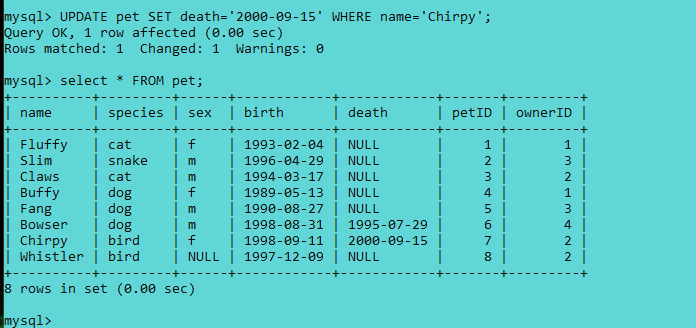 mysql> UPDATE pet SET death='2000-09-15' WHERE name='Chirpy';
Query OK, 1 row affected (0.00 sec)
Rows matched: 1  Changed: 1  Warnings: 0
mysql> select * FROM pet;
+----------+---------+------+------------+------------+-------+---------+
| name     | species | sex  | birth      | death      | petID | ownerID |
+----------+---------+------+------------+------------+-------+---------+
| Fluffy   | cat     | f    | 1993-02-04 | NULL       |     1 |       1 |
| Slim     | snake   | m    | 1996-04-29 | NULL       |     2 |       3 |
| Claws    | cat     | m    | 1994-03-17 | NULL       |     3 |       2 |
| Buffy    | dog     | f    | 1989-05-13 | NULL       |     4 |       1 |
| Fang     | dog     | m    | 1990-08-27 | NULL       |     5 |       3 |
| Bowser   | dog     | m    | 1998-08-31 | 1995-07-29 |     6 |       4 |
| Chirpy   | bird    | f    | 1998-09-11 | 2000-09-15 |     7 |       2 |
| Whistler | bird    | NULL | 1997-12-09 | NULL       |     8 |       2 |
+----------+---------+------+------------+------------+-------+---------+
8 rows in set (0.00 sec)
mysql>